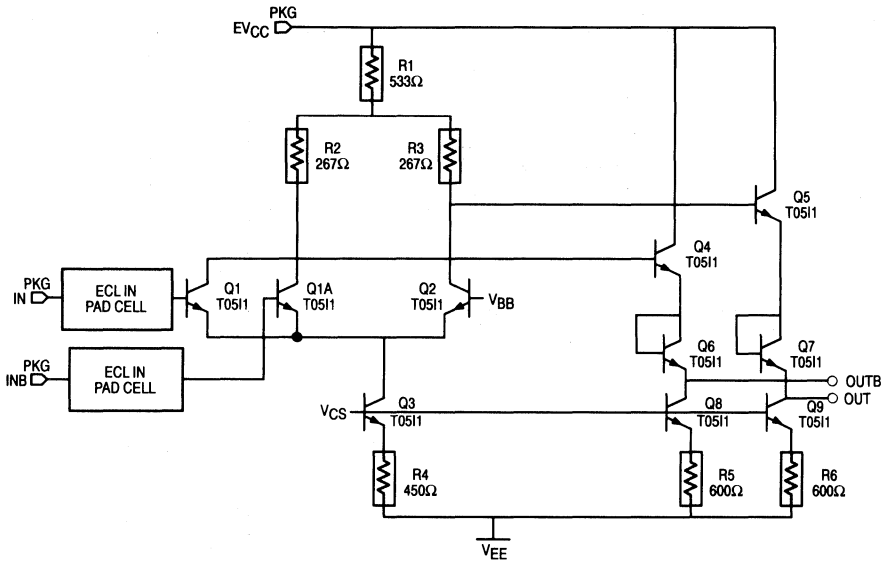 PKG
EVCC
R1
533Ω
R2
267Ω
R3
267Ω
Q5
T05I1
Q4
T05I1
PKG
IN
ECL IN
PAD CELL
Q1
T05I1
Q1A
T05I1
Q2
T05I1
VBB
PKG
INB
ECL IN
PAD CELL
Q6
T05I1
Q7
T05I1
OUTB
OUT
VCS
Q3
T05I1
Q8
T05I1
Q9
T05I1
R4
450Ω
R5
600Ω
R6
600Ω
VEE